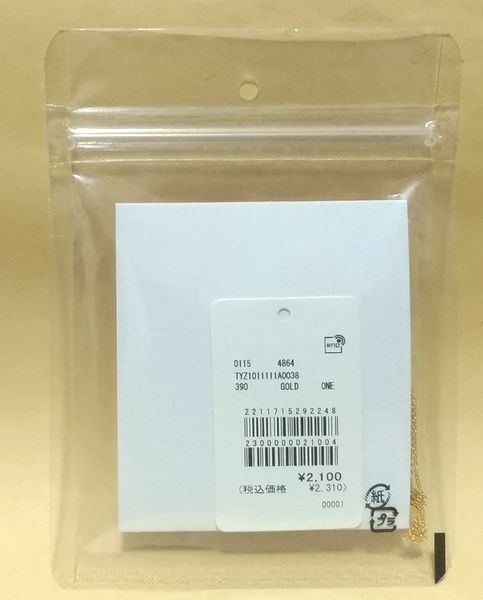 RFID
0115 4864
TYZ1011111A0038
390 GOLD ONE
2211715292248
2300000021004
¥2,100
(税込価格 ¥2,310)
00001
紙
プラ